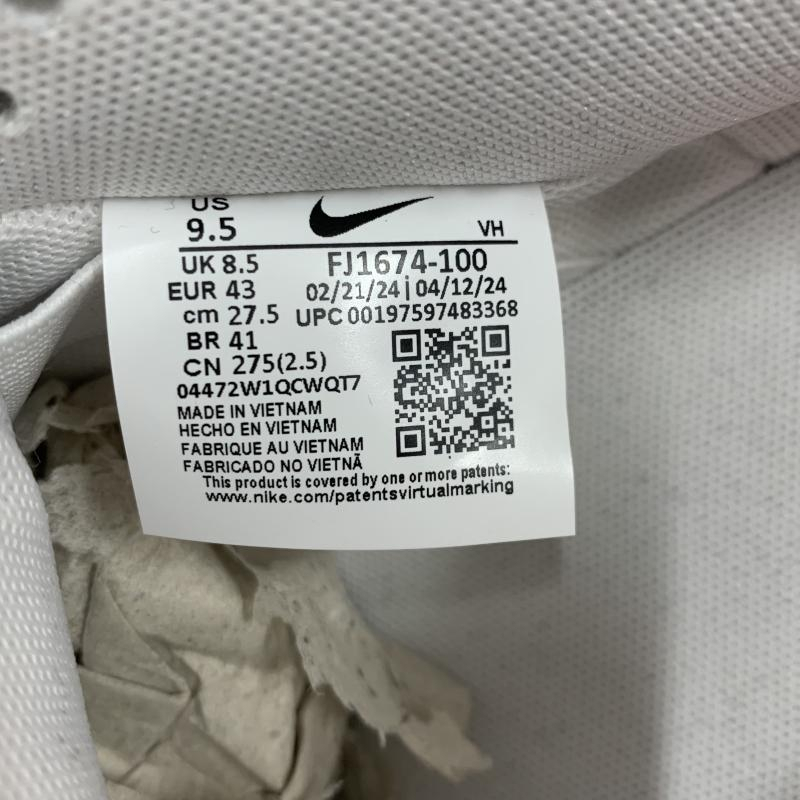 US
9.5
VH
UK 8.5
FJ1674-100
EUR 43
02/21/24 | 04/12/24
cm 27.5
UPC 00197597483368
BR 41
CN 275(2.5)
04472W1QCWQT7
MADE IN VIETNAM
HECHO EN VIETNAM
FABRIQUE AU VIETNAM
FABRICADO NO VIETNÃ
This product is covered by one or more patents:
www.nike.com/patentsvirtualmarking